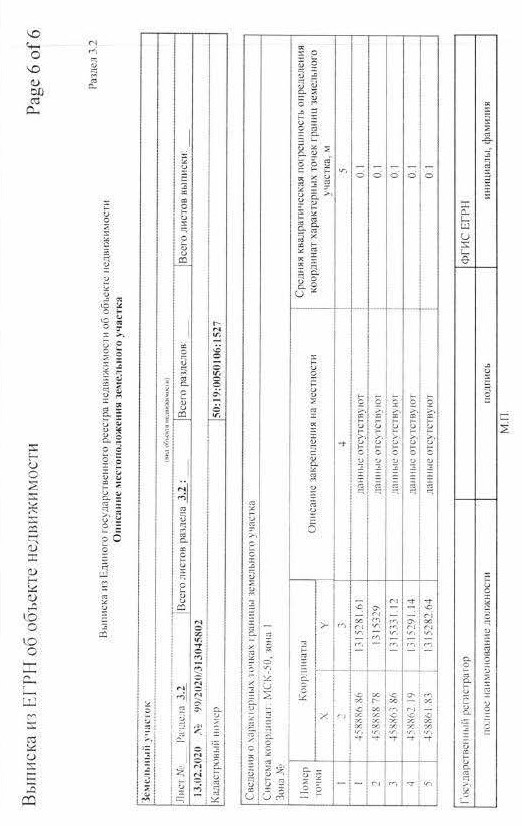 Выписка из ЕГРН об объекте недвижимости Page 6 of 6
Раздел 3.2
Выписка из Единого государственного реестра недвижимости об объекте недвижимости
Описание местоположения земельного участка
Земельный участок
(вид объекта недвижимости)
Лист № Раздела 3.2 Всего листов раздела 3.2 : Всего разделов: Всего листов выписки:
13.02.2020 № 99/2020/313045802
Кадастровый номер 50:19:0050106:1527
Сведения о характерных точках границы земельного участка
Система координат: МСК-50, зона 1
Зона №
Номер точки Координаты Описание закрепления на местности Средняя квадратическая погрешность определения координат характерных точек границ земельного участка, м
X Y
1 2 3 4 5
1 458886.86 1315281.61 данные отсутствуют 0.1
2 458888.78 1315329 данные отсутствуют 0.1
3 458863.86 1315331.12 данные отсутствуют 0.1
4 458862.19 1315291.14 данные отсутствуют 0.1
5 458861.83 1315282.64 данные отсутствуют 0.1
Государственный регистратор ФГИС ЕГРН
полное наименование должности подпись инициалы, фамилия
М.П.